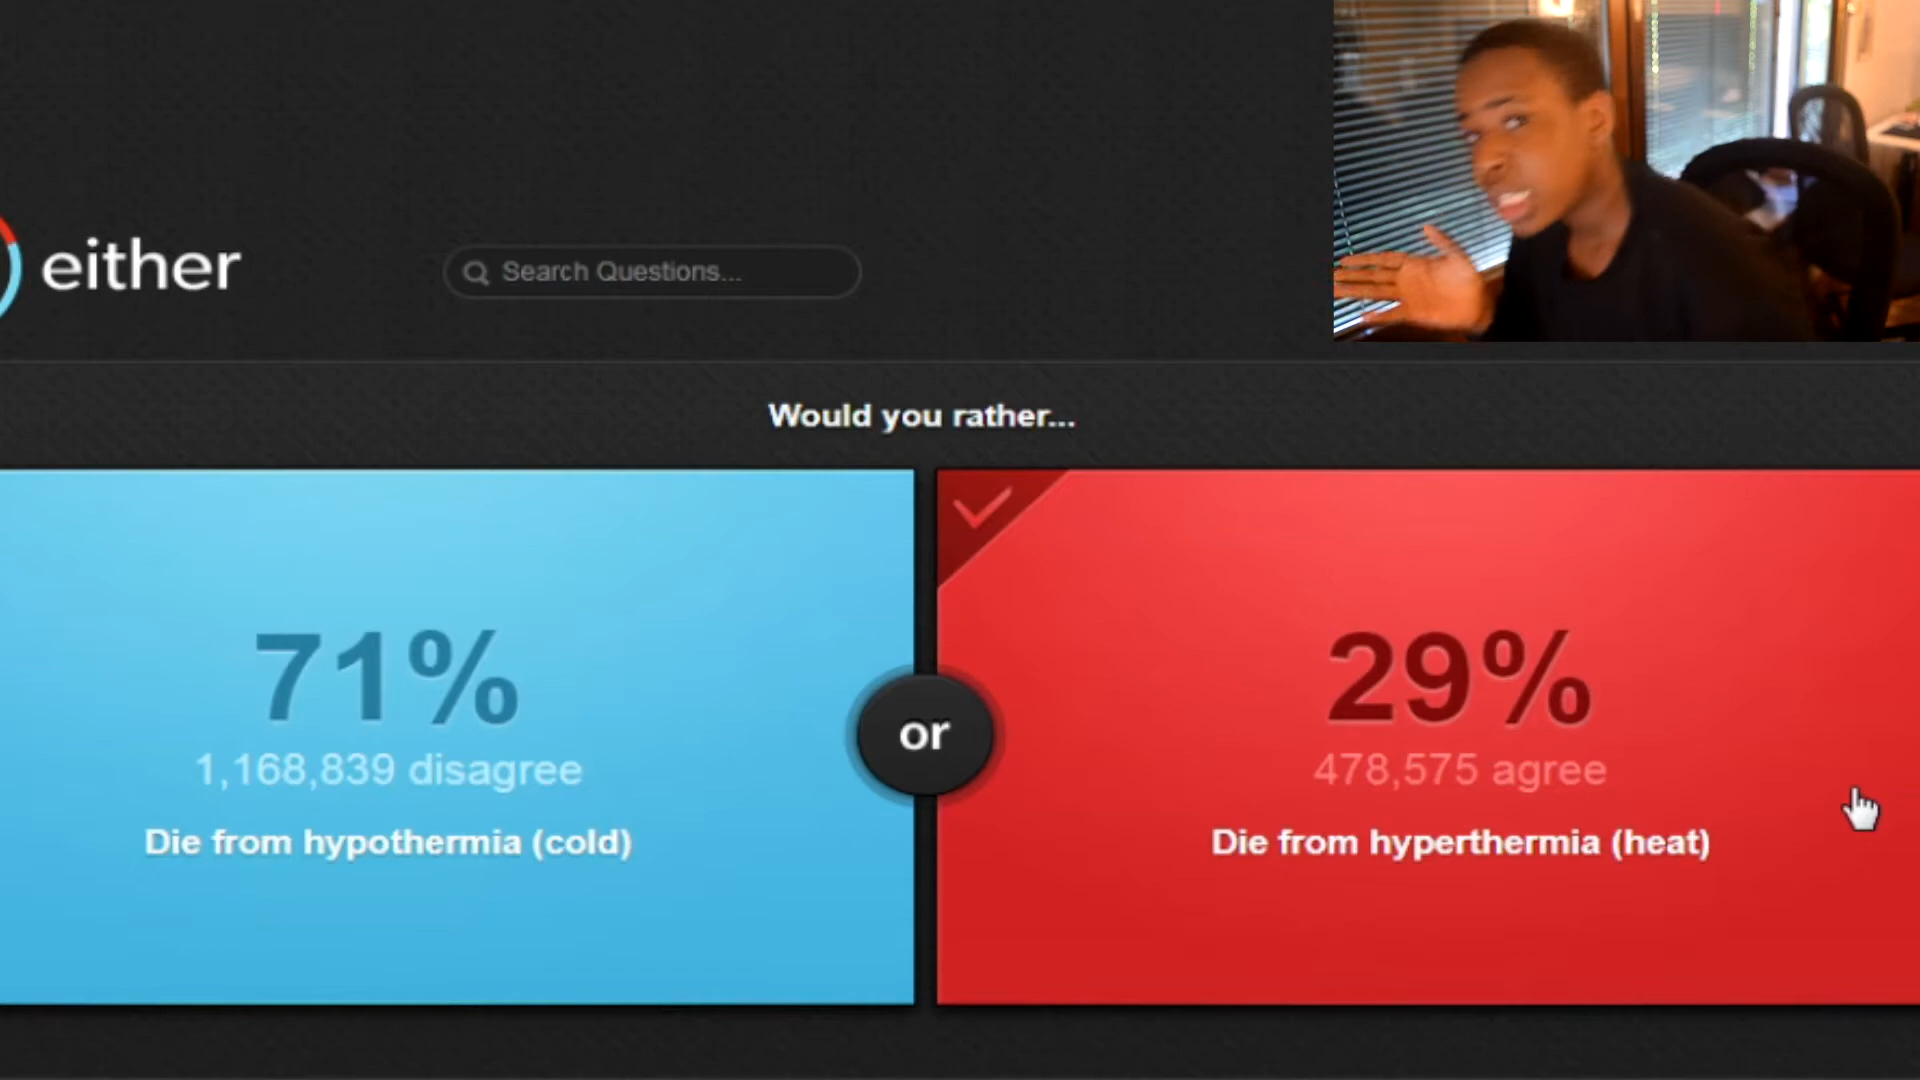 either
Search Questions...
Would you rather...
71%
1,168,839 disagree
Die from hypothermia (cold)
or
29%
478,575 agree
Die from hyperthermia (heat)